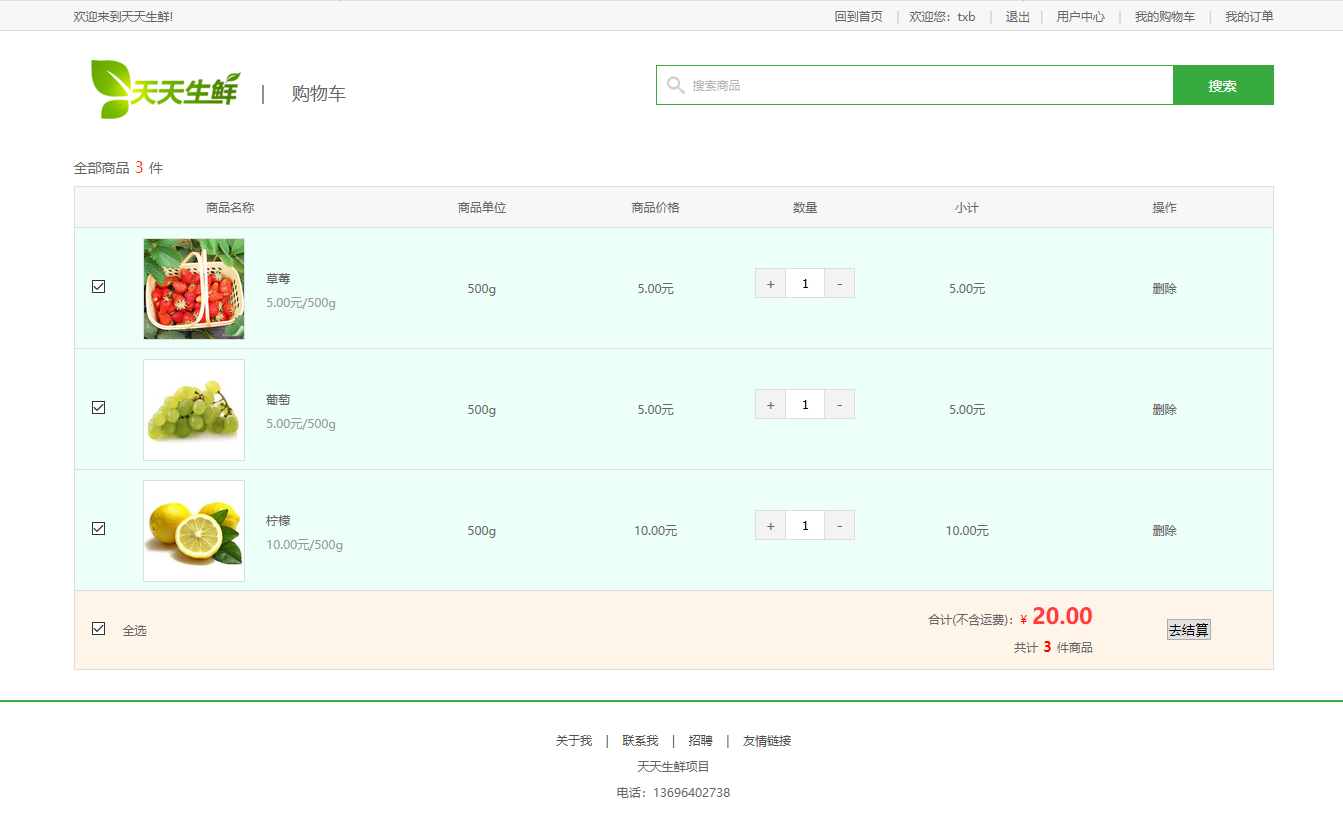 欢迎来到天天生鲜!
回到首页 | 欢迎您：txb | 退出 | 用户中心 | 我的购物车 | 我的订单
天天生鲜 | 购物车
搜索商品 搜索
全部商品 3 件
商品名称 商品单位 商品价格 数量 小计 操作
草莓
5.00元/500g
500g 5.00元 + 1 - 5.00元 删除
葡萄
5.00元/500g
500g 5.00元 + 1 - 5.00元 删除
柠檬
10.00元/500g
500g 10.00元 + 1 - 10.00元 删除
全选
合计(不含运费)：¥ 20.00
共计 3 件商品
去结算
关于我 | 联系我 | 招聘 | 友情链接
天天生鲜项目
电话：13696402738